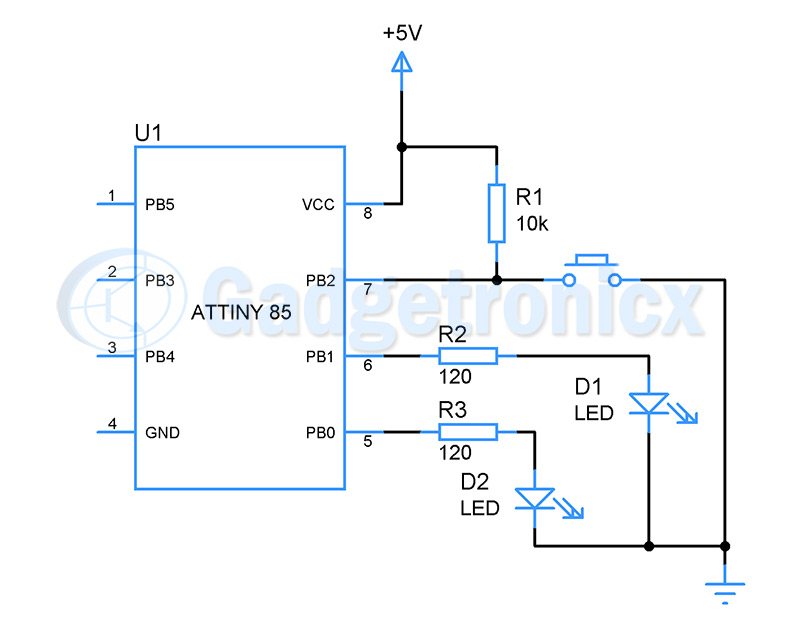 +5V
U1
1
PB5
VCC
8
R1
10k
2
PB3
PB2
7
ATTINY 85
Gadgetronicx
3
PB4
PB1
6
R2
120
D1
LED
4
GND
PB0
5
R3
120
D2
LED